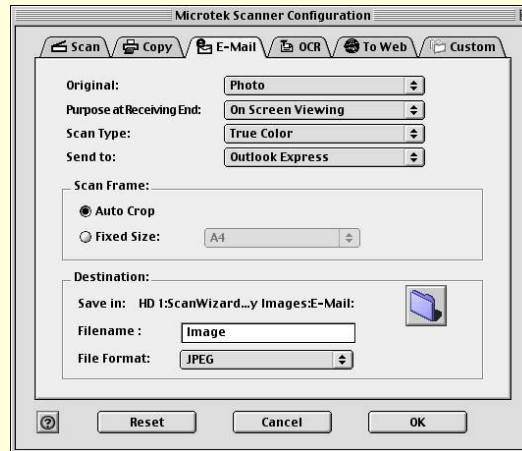 Microtek Scanner Configuration
Scan Copy E-Mail OCR To Web Custom
Original: Photo
Purpose at Receiving End: On Screen Viewing
Scan Type: True Color
Send to: Outlook Express
Scan Frame:
Auto Crop
Fixed Size: A4
Destination:
Save in: HD 1:ScanWizard...y Images:E-Mail:
Filename : Image
File Format: JPEG
? Reset Cancel OK